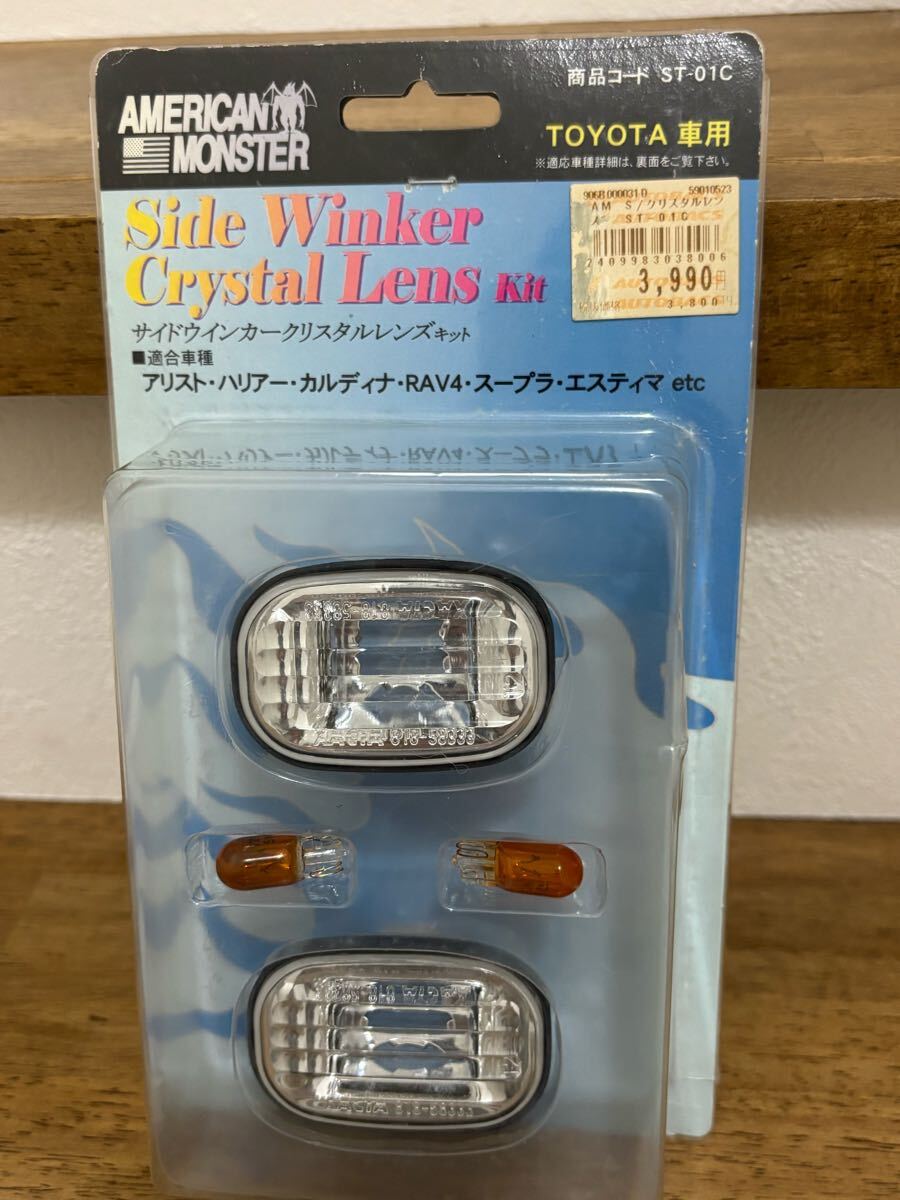 商品コード ST-01C
AMERICAN
MONSTER
TOYOTA 車用
※適応車種詳細は、裏面をご覧下さい。
906B 000031 0 59010523
AM S/クリスタルレン
ST 01C
2409983038006
3,990円
3,800
Side Winker
Crystal Lens Kit
サイドウインカークリスタルレンズキット
■適合車種
アリスト・ハリアー・カルディナ・RAV4・スープラ・エスティマ etc